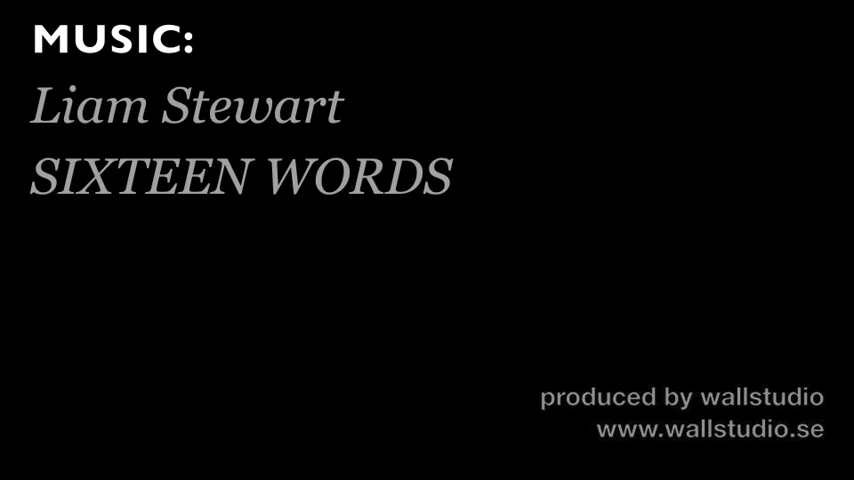 MUSIC:
Liam Stewart
SIXTEEN WORDS
produced by wallstudio
www.wallstudio.se